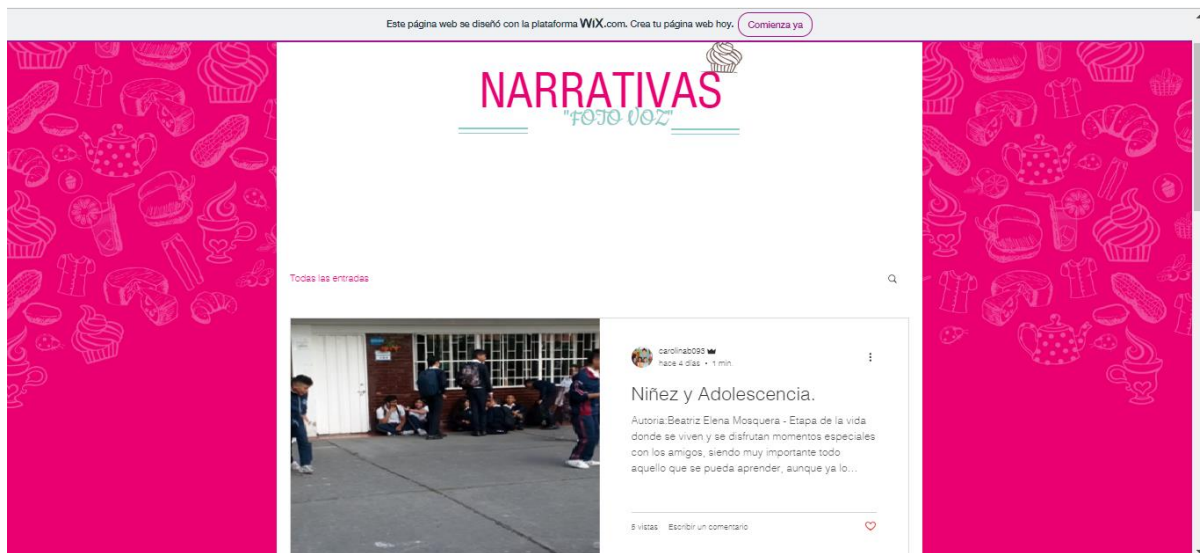 Este página web se diseñó con la plataforma WiX.com. Crea tu página web hoy. Comienza ya
NARRATIVAS
"FOTO VOZ"
Todas las entradas
carolinab093
hace 4 días • 1 min.
Niñez y Adolescencia.
Autoria:Beatriz Elena Mosquera - Etapa de la vida
donde se viven y se disfrutan momentos especiales
con los amigos, siendo muy importante todo
aquello que se pueda aprender, aunque ya lo...
5 vistas Escribir un comentario